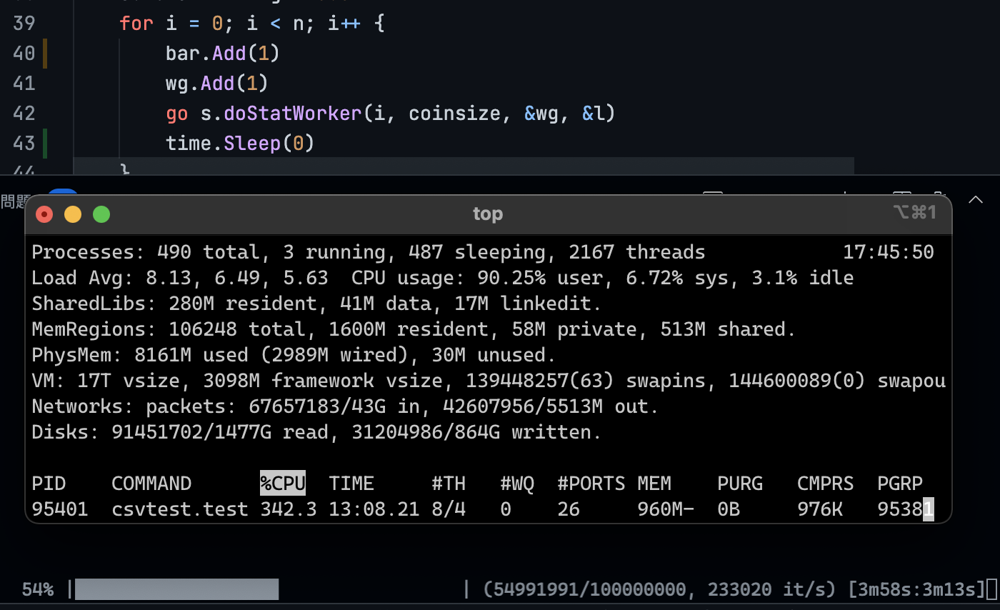 39 for i = 0; i < n; i++ {
40 bar.Add(1)
41 wg.Add(1)
42 go s.doStatWorker(i, coinsize, &wg, &l)
43 time.Sleep(0)
44 }
問題
top ⌥⌘1
Processes: 490 total, 3 running, 487 sleeping, 2167 threads 17:45:50
Load Avg: 8.13, 6.49, 5.63 CPU usage: 90.25% user, 6.72% sys, 3.1% idle
SharedLibs: 280M resident, 41M data, 17M linkedit.
MemRegions: 106248 total, 1600M resident, 58M private, 513M shared.
PhysMem: 8161M used (2989M wired), 30M unused.
VM: 17T vsize, 3098M framework vsize, 139448257(63) swapins, 144600089(0) swapou
Networks: packets: 67657183/43G in, 42607956/5513M out.
Disks: 91451702/1477G read, 31204986/864G written.
PID COMMAND %CPU TIME #TH #WQ #PORTS MEM PURG CMPRS PGRP
95401 csvtest.test 342.3 13:08.21 8/4 0 26 960M- 0B 976K 95381
54% | | (54991991/100000000, 233020 it/s) [3m58s:3m13s]